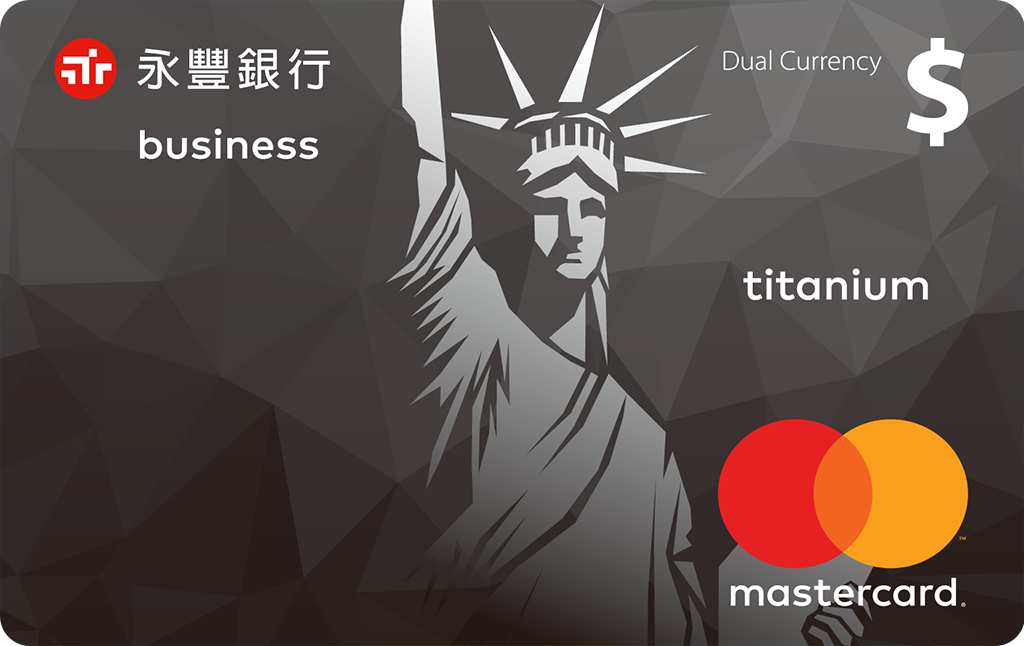 永豐銀行
business
Dual Currency $
titanium
mastercard.